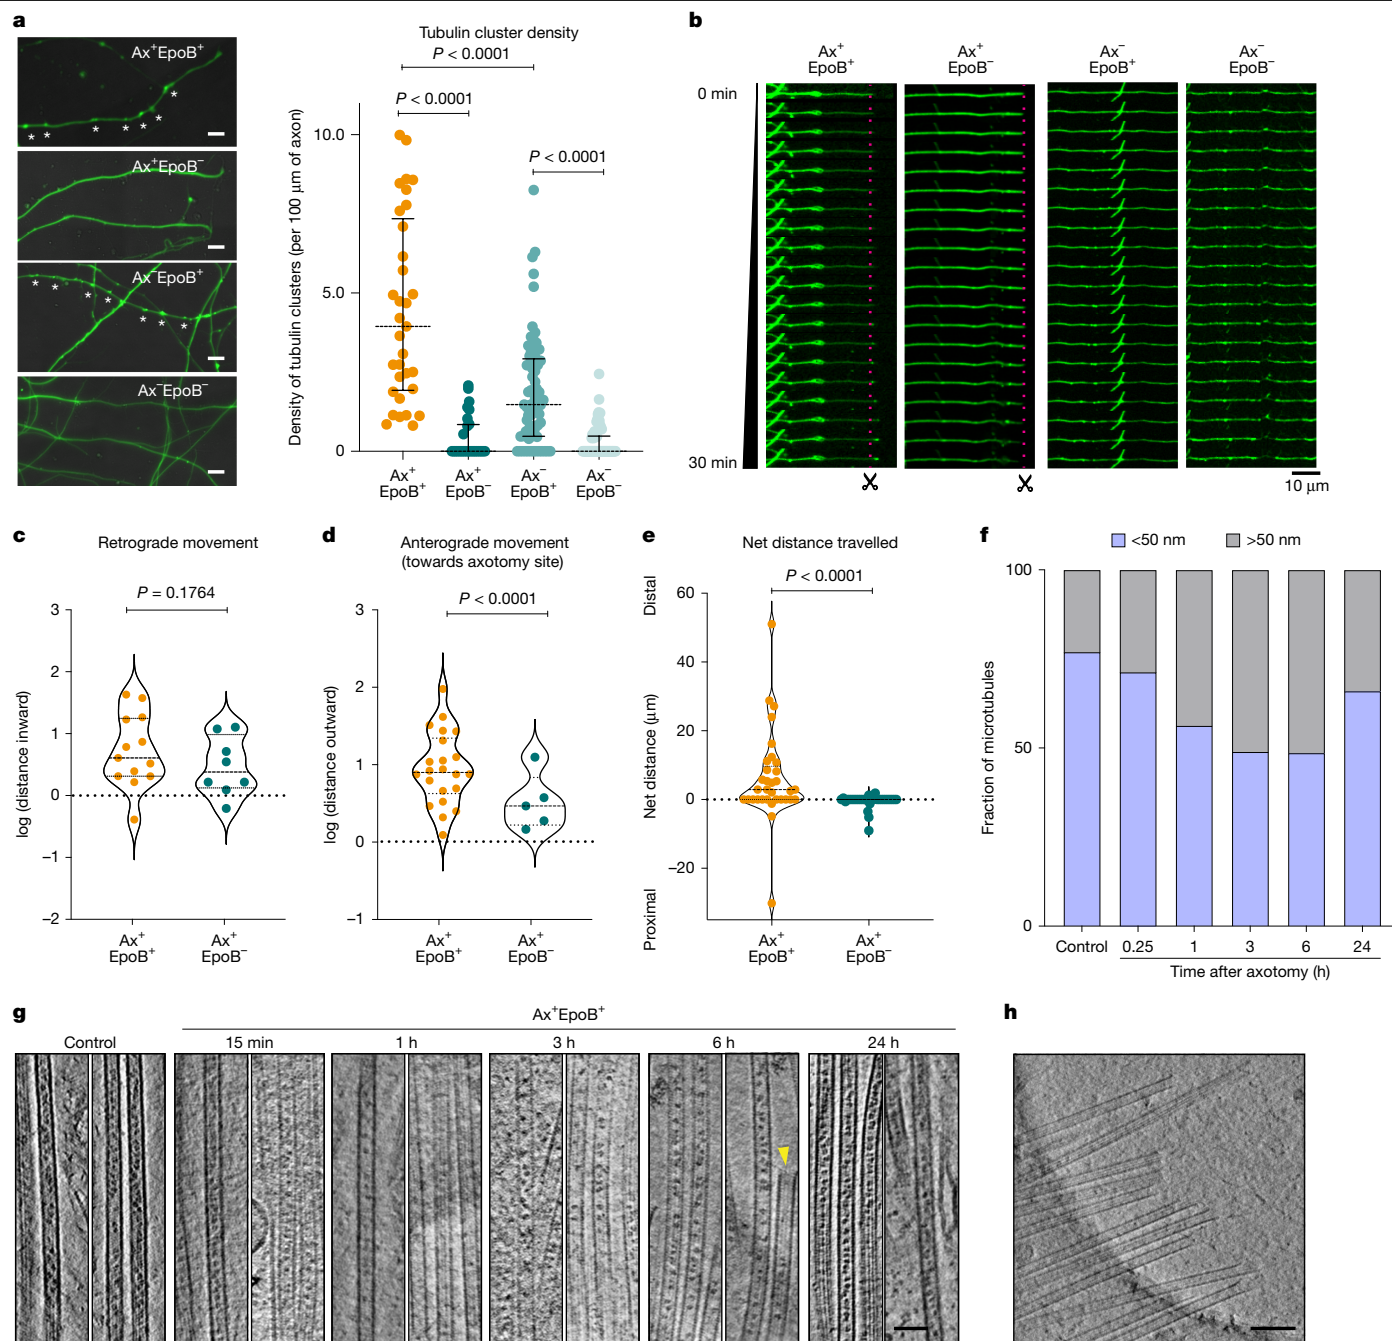 a
Ax⁺EpoB⁺
Ax⁺EpoB⁻
Ax⁻EpoB⁺
Ax⁻EpoB⁻
Tubulin cluster density
P < 0.0001
P < 0.0001
P < 0.0001
Density of tubulin clusters (per 100 μm of axon)
10.0
5.0
0
Ax⁺ EpoB⁺
Ax⁺ EpoB⁻
Ax⁻ EpoB⁺
Ax⁻ EpoB⁻
b
Ax⁺ EpoB⁺
Ax⁺ EpoB⁻
Ax⁻ EpoB⁺
Ax⁻ EpoB⁻
0 min
30 min
10 μm
c
Retrograde movement
P = 0.1764
log (distance inward)
3
2
1
0
−1
−2
Ax⁺ EpoB⁺
Ax⁺ EpoB⁻
d
Anterograde movement
(towards axotomy site)
P < 0.0001
log (distance outward)
3
2
1
0
−1
Ax⁺ EpoB⁺
Ax⁺ EpoB⁻
e
Net distance travelled
P < 0.0001
Distal
Net distance (μm)
Proximal
60
40
20
0
−20
Ax⁺ EpoB⁺
Ax⁺ EpoB⁻
f
<50 nm
>50 nm
Fraction of microtubules
100
50
0
Control
0.25
1
3
6
24
Time after axotomy (h)
g
Ax⁺EpoB⁺
Control
15 min
1 h
3 h
6 h
24 h
h